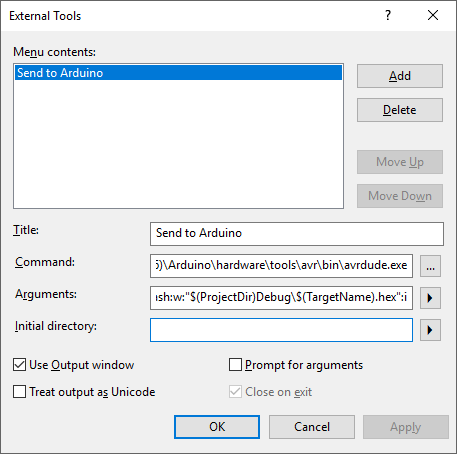 External Tools
?
Menu contents:
Send to Arduino
Add
Delete
Move Up
Move Down
Title:
Send to Arduino
Command:
5)\Arduino\hardware\tools\avr\bin\avrdude.exe
...
Arguments:
ash:w:"$(ProjectDir)Debug\$(TargetName).hex":i
Initial directory:
Use Output window
Prompt for arguments
Treat output as Unicode
Close on exit
OK
Cancel
Apply